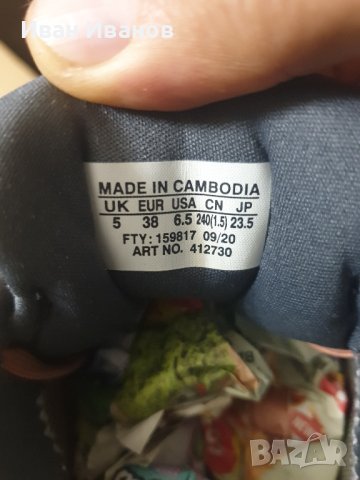 Иван Иваков
MADE IN CAMBODIA
UK EUR USA CN JP
5 38 6.5 240(1.5) 23.5
FTY: 159817 09/20
ART NO. 412730
BAZAR